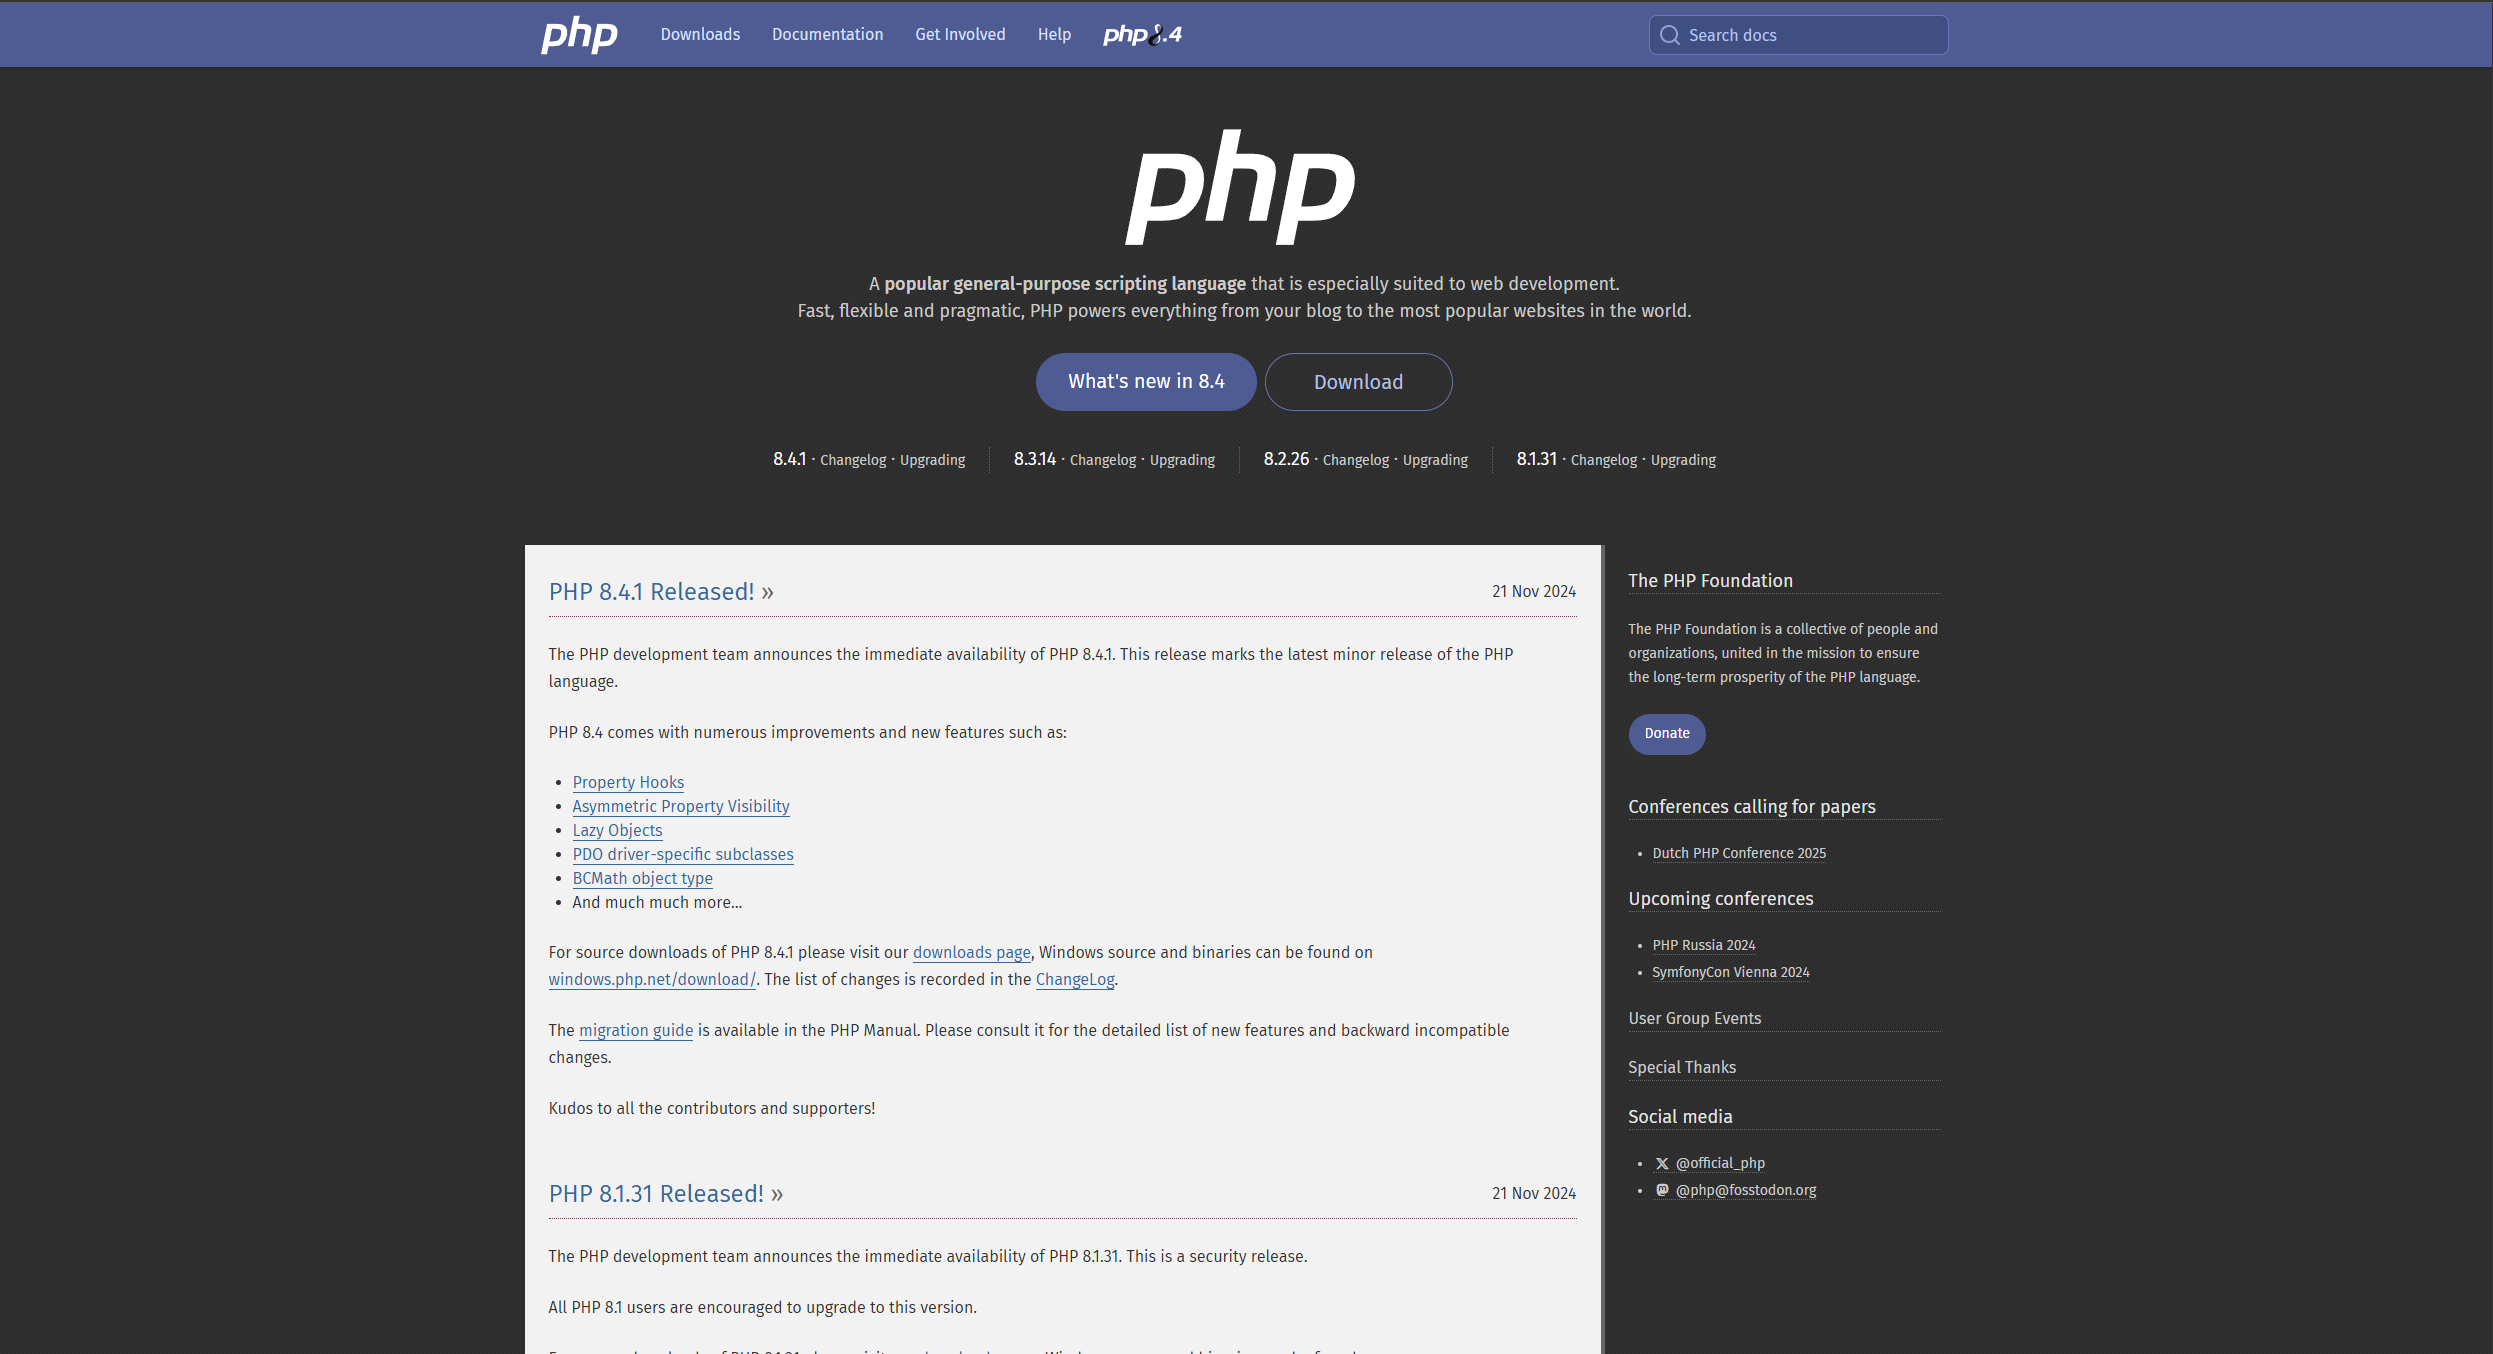 php Downloads Documentation Get Involved Help php8.4 Search docs
php
A popular general-purpose scripting language that is especially suited to web development.
Fast, flexible and pragmatic, PHP powers everything from your blog to the most popular websites in the world.
What's new in 8.4 Download
8.4.1 · Changelog · Upgrading 8.3.14 · Changelog · Upgrading 8.2.26 · Changelog · Upgrading 8.1.31 · Changelog · Upgrading
PHP 8.4.1 Released! » 21 Nov 2024
The PHP development team announces the immediate availability of PHP 8.4.1. This release marks the latest minor release of the PHP
language.
PHP 8.4 comes with numerous improvements and new features such as:
• Property Hooks
• Asymmetric Property Visibility
• Lazy Objects
• PDO driver-specific subclasses
• BCMath object type
• And much much more...
For source downloads of PHP 8.4.1 please visit our downloads page, Windows source and binaries can be found on
windows.php.net/download/. The list of changes is recorded in the ChangeLog.
The migration guide is available in the PHP Manual. Please consult it for the detailed list of new features and backward incompatible
changes.
Kudos to all the contributors and supporters!
PHP 8.1.31 Released! » 21 Nov 2024
The PHP development team announces the immediate availability of PHP 8.1.31. This is a security release.
All PHP 8.1 users are encouraged to upgrade to this version.
The PHP Foundation
The PHP Foundation is a collective of people and
organizations, united in the mission to ensure
the long-term prosperity of the PHP language.
Donate
Conferences calling for papers
• Dutch PHP Conference 2025
Upcoming conferences
• PHP Russia 2024
• SymfonyCon Vienna 2024
User Group Events
Special Thanks
Social media
• @official_php
• @php@fosstodon.org